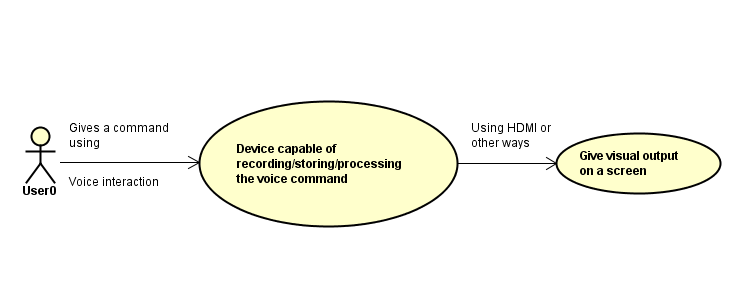 Gives a command
using
Voice interaction
User0
Device capable of
recording/storing/processing
the voice command
Using HDMI or
other ways
Give visual output
on a screen